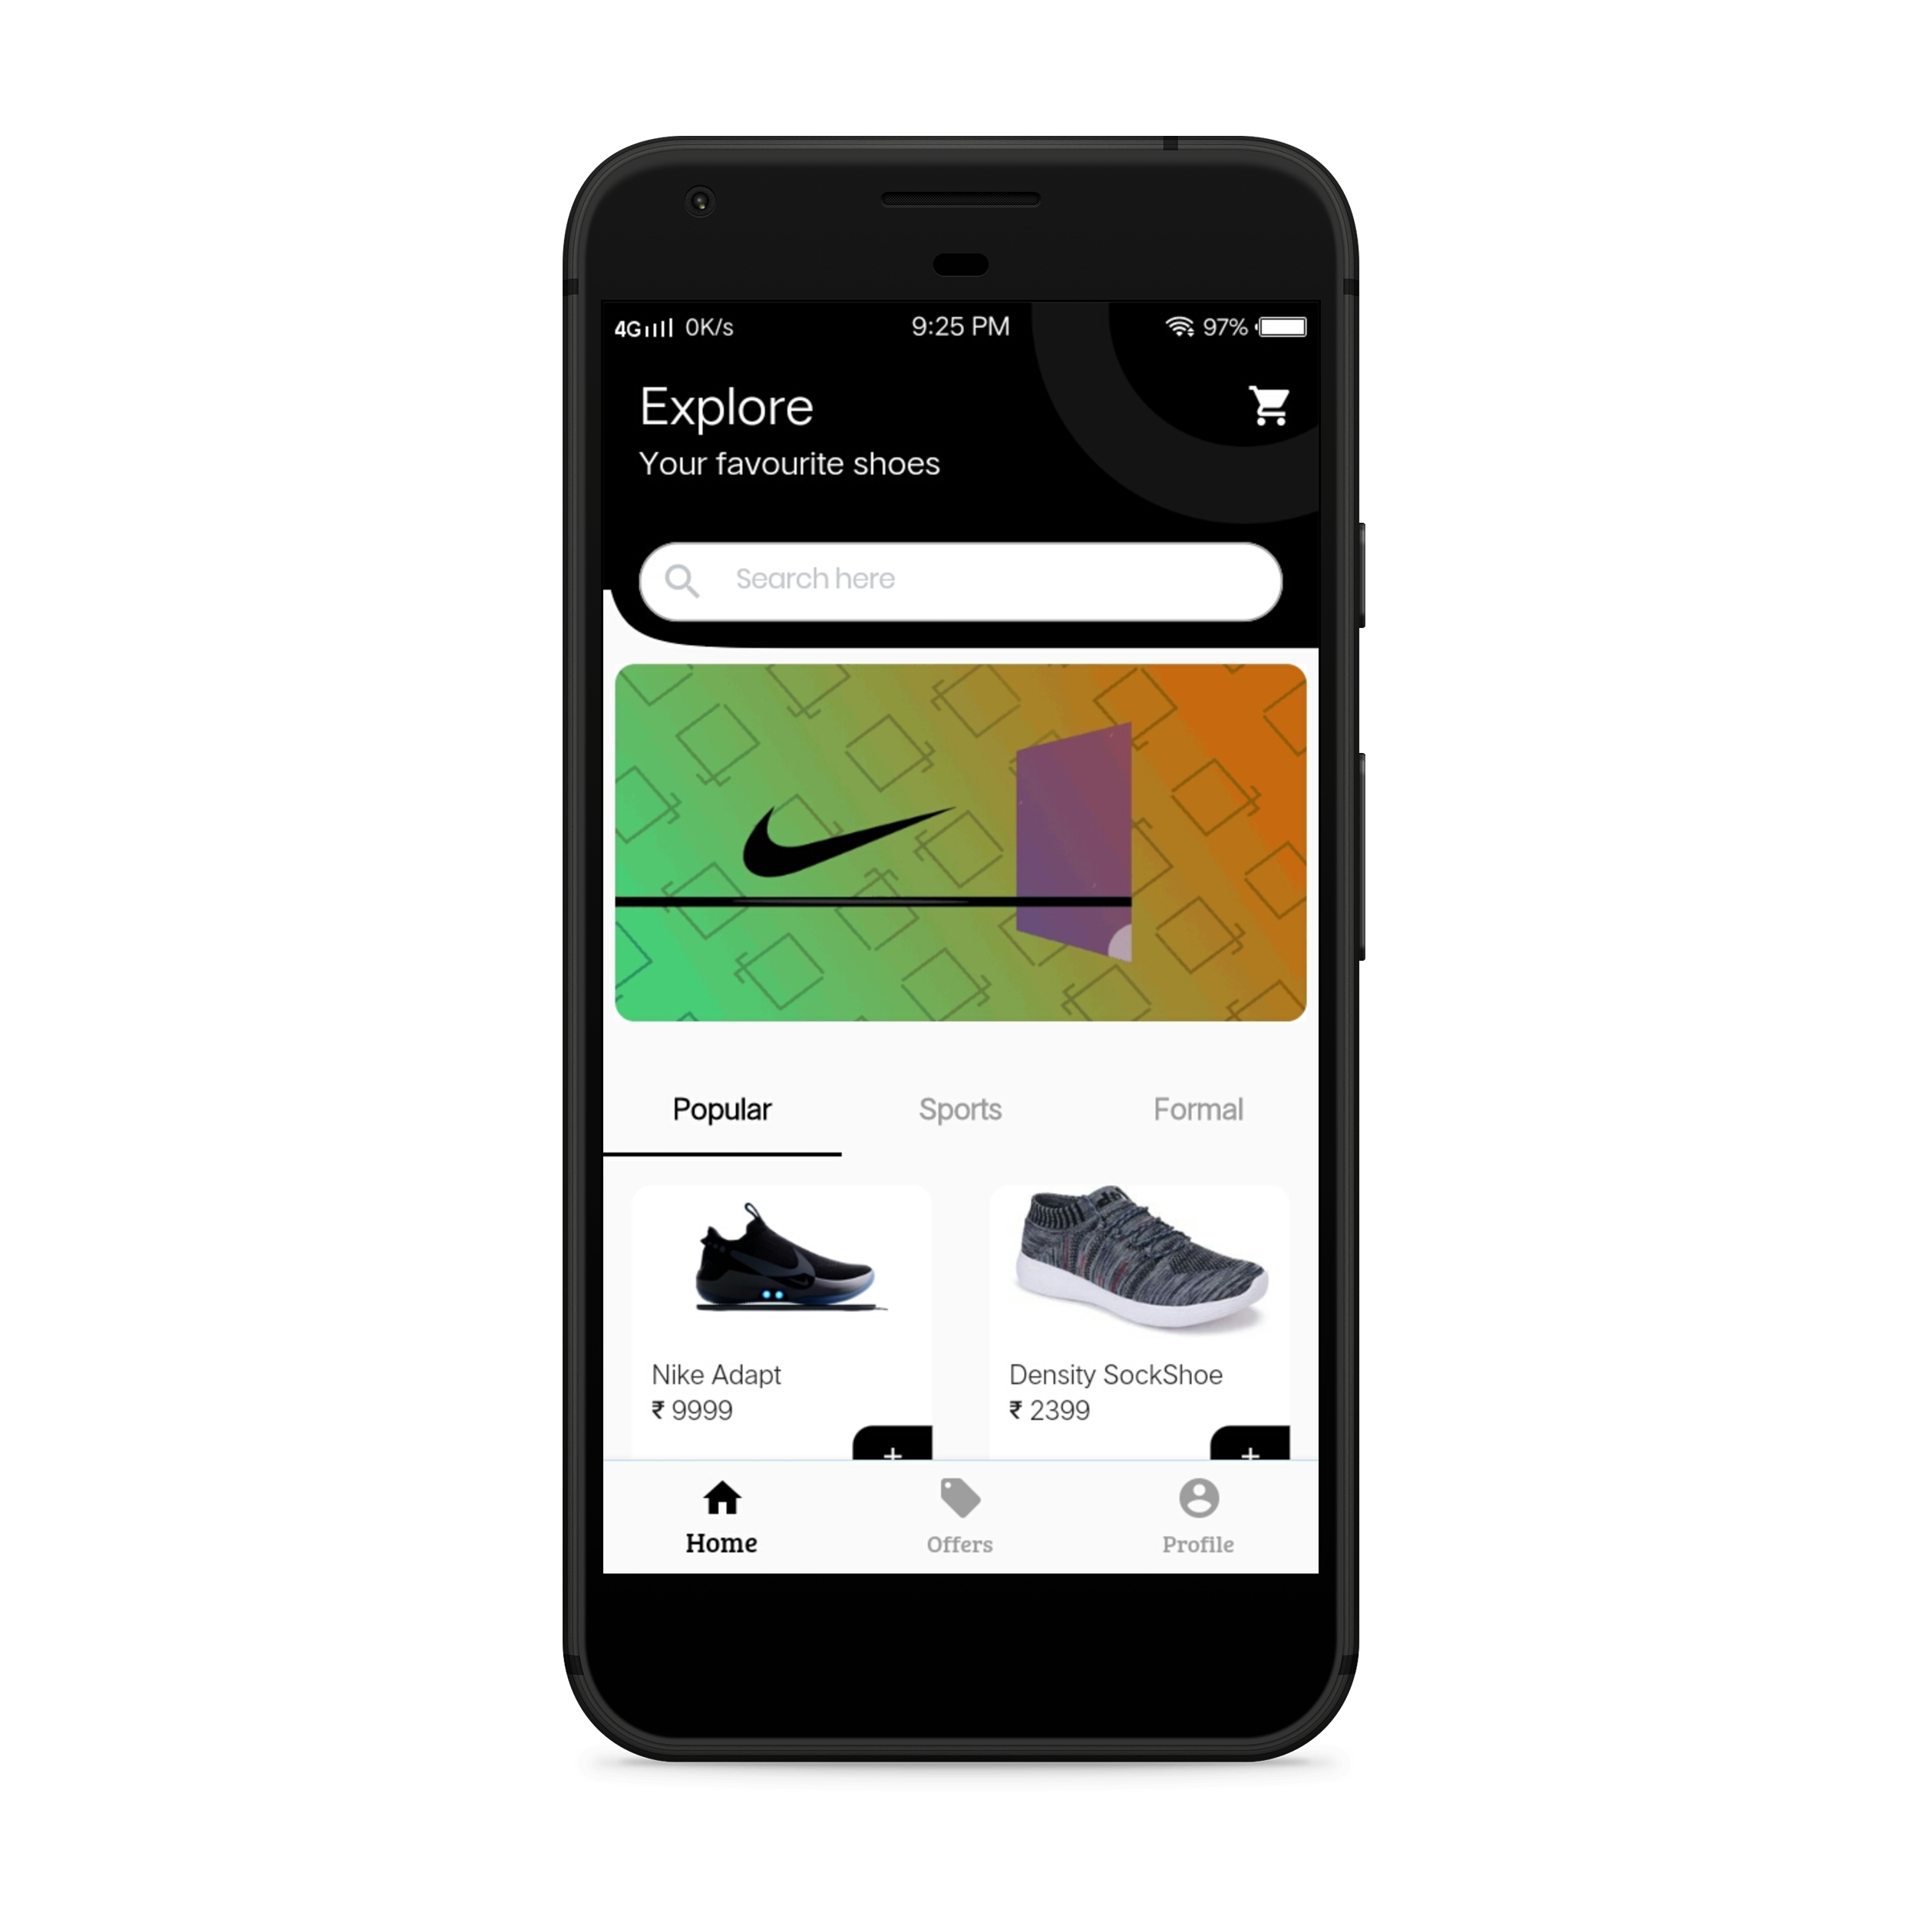 4G 0K/s 9:25 PM 97%
Explore
Your favourite shoes
Search here
Popular Sports Formal
Nike Adapt Density SockShoe
₹ 9999 ₹ 2399
+ +
Home Offers Profile